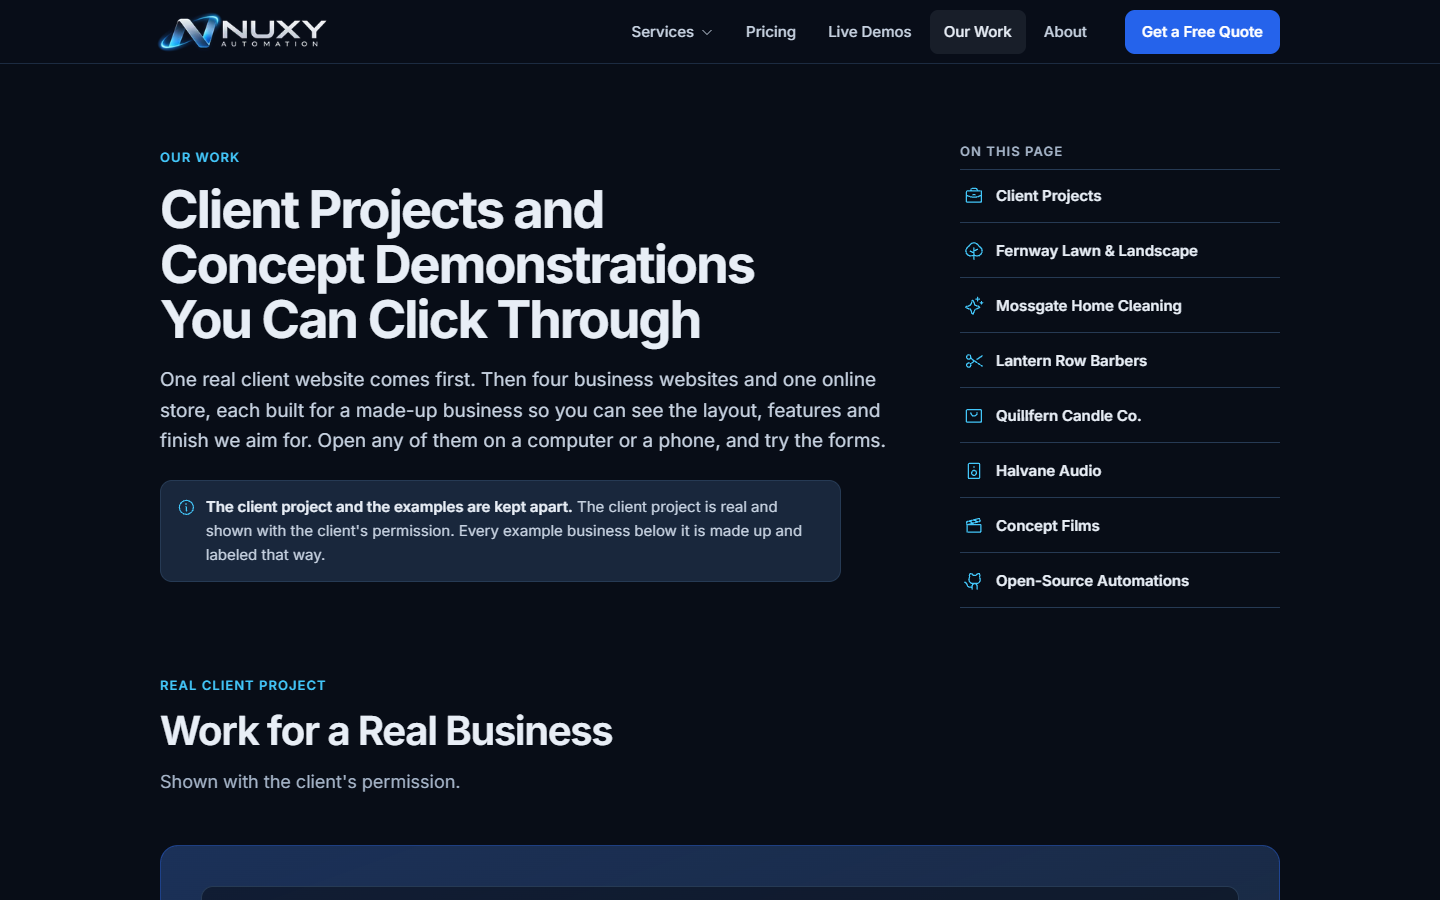 NUXY
AUTOMATION
Services
Pricing
Live Demos
Our Work
About
Get a Free Quote
OUR WORK
Client Projects and
Concept Demonstrations
You Can Click Through
One real client website comes first. Then four business websites and one online
store, each built for a made-up business so you can see the layout, features and
finish we aim for. Open any of them on a computer or a phone, and try the forms.
The client project and the examples are kept apart. The client project is real and
shown with the client's permission. Every example business below it is made up and
labeled that way.
ON THIS PAGE
Client Projects
Fernway Lawn & Landscape
Mossgate Home Cleaning
Lantern Row Barbers
Quillfern Candle Co.
Halvane Audio
Concept Films
Open-Source Automations
REAL CLIENT PROJECT
Work for a Real Business
Shown with the client's permission.